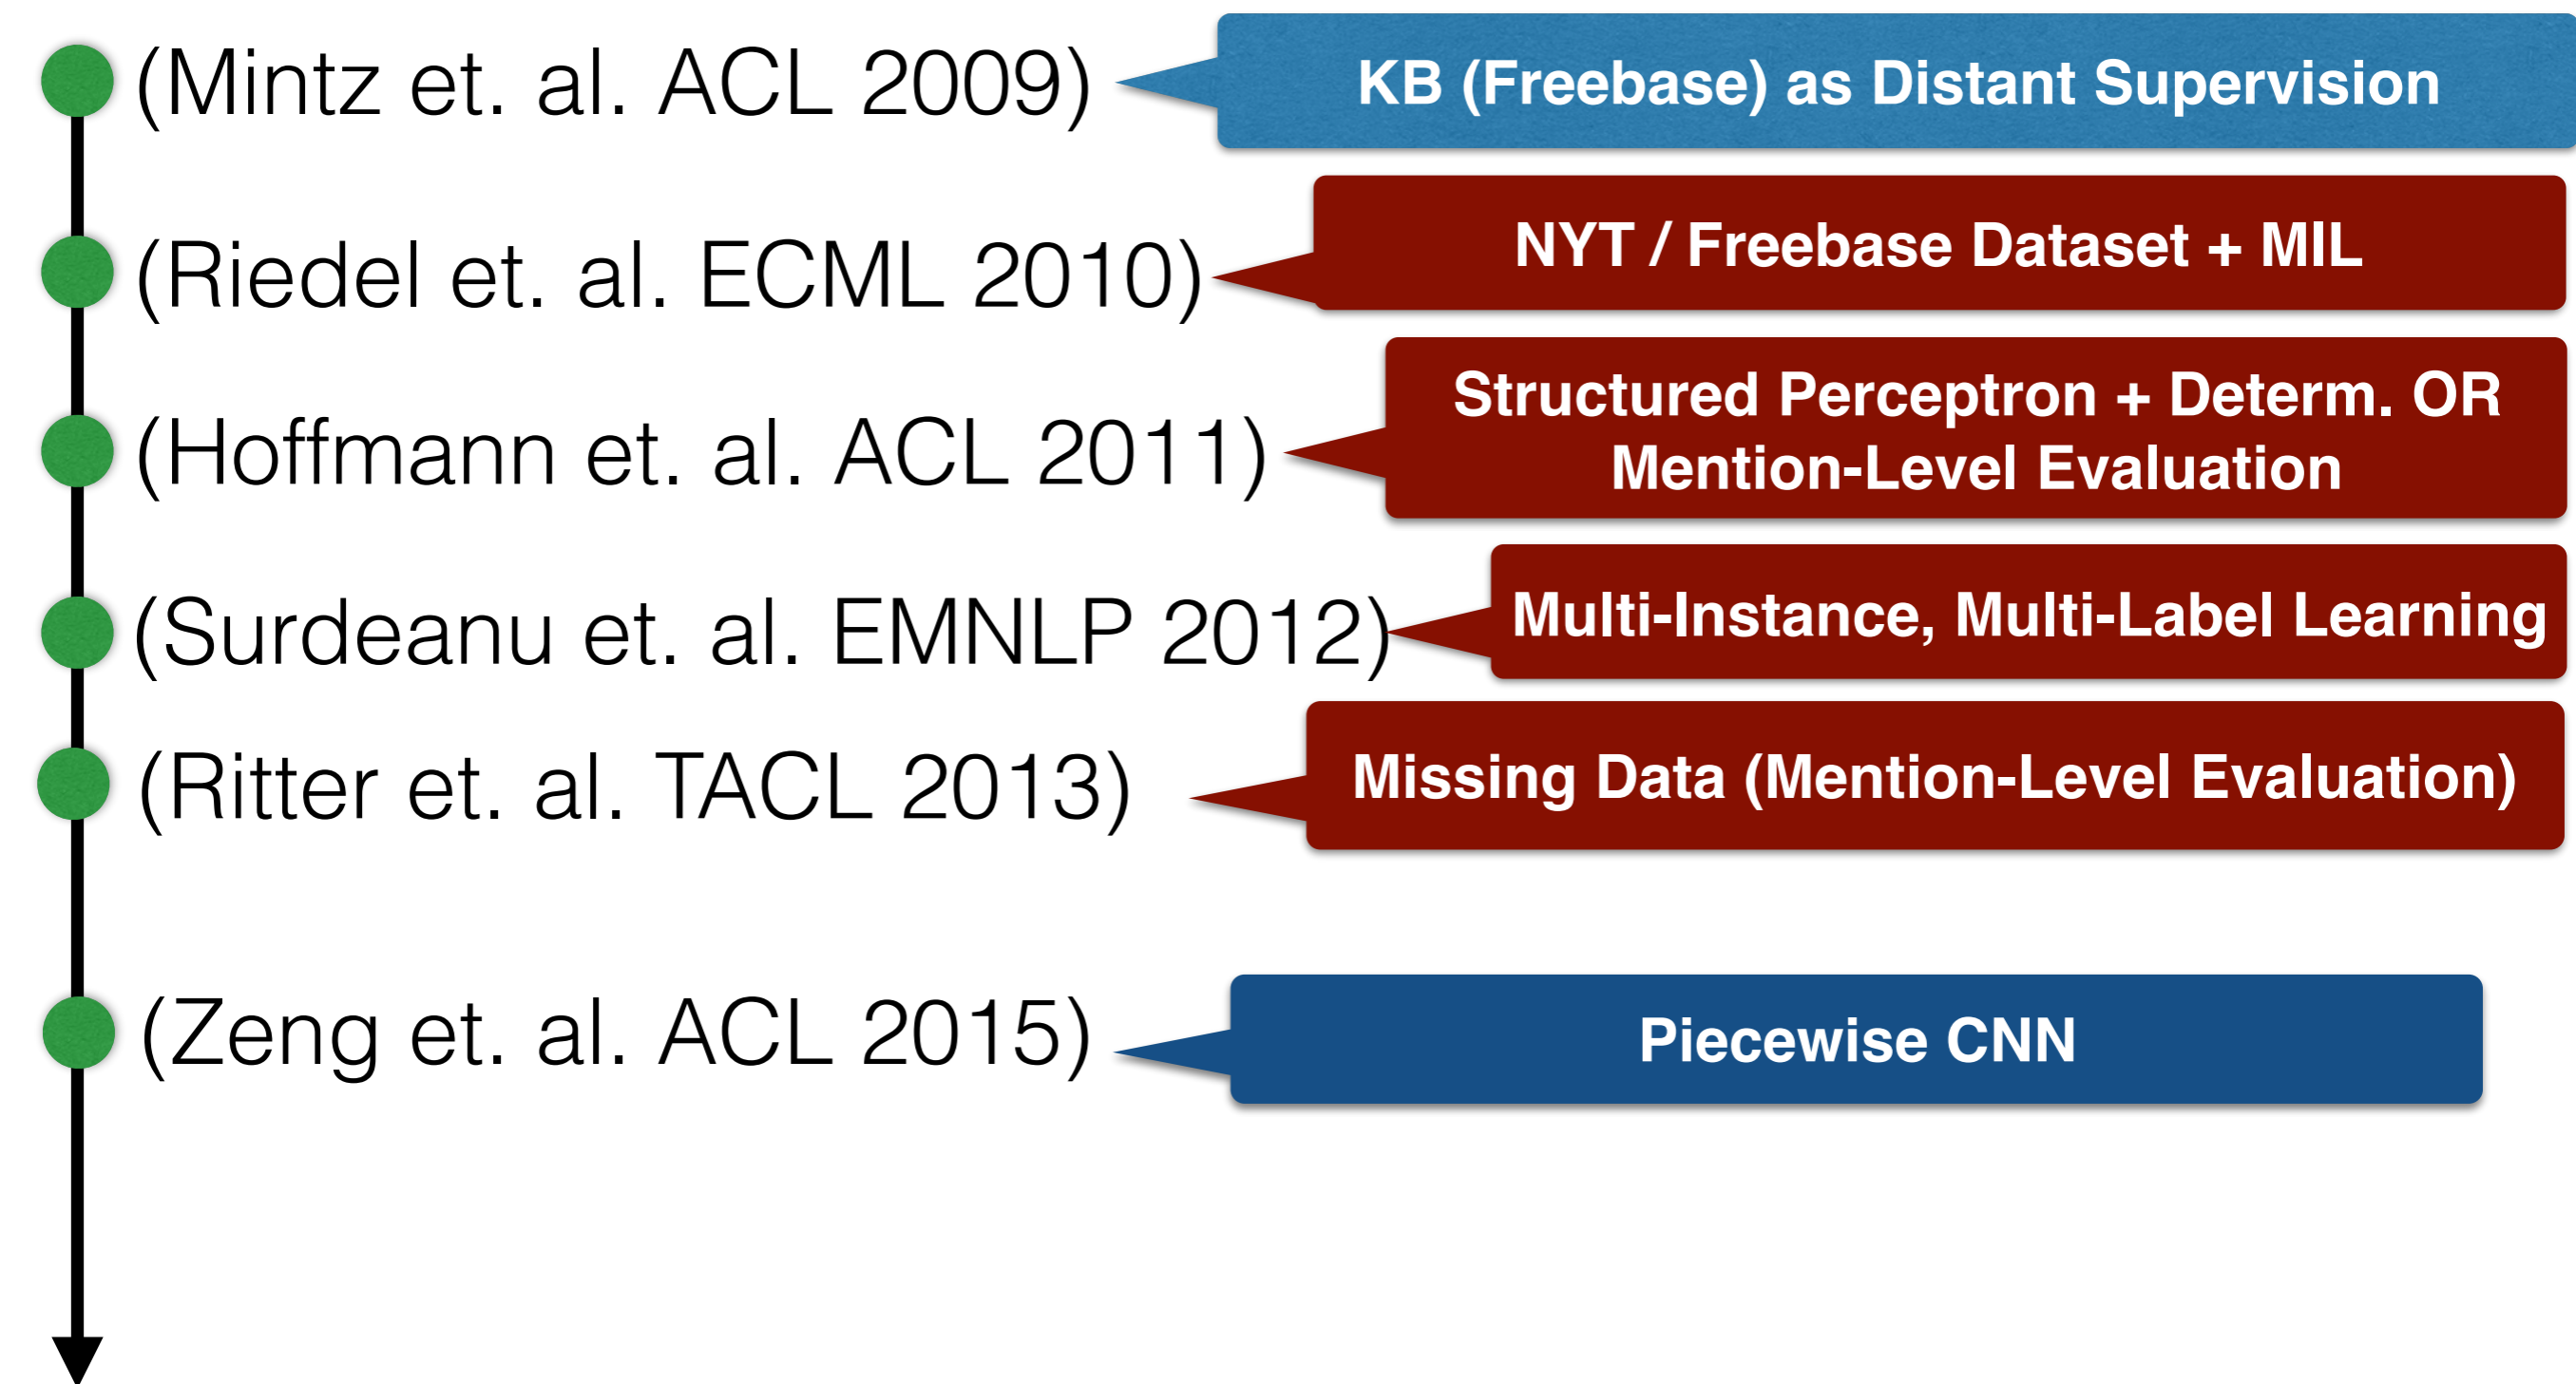 (Mintz et. al. ACL 2009)
KB (Freebase) as Distant Supervision
(Riedel et. al. ECML 2010)
NYT / Freebase Dataset + MIL
(Hoffmann et. al. ACL 2011)
Structured Perceptron + Determ. OR
Mention-Level Evaluation
(Surdeanu et. al. EMNLP 2012)
Multi-Instance, Multi-Label Learning
(Ritter et. al. TACL 2013)
Missing Data (Mention-Level Evaluation)
(Zeng et. al. ACL 2015)
Piecewise CNN